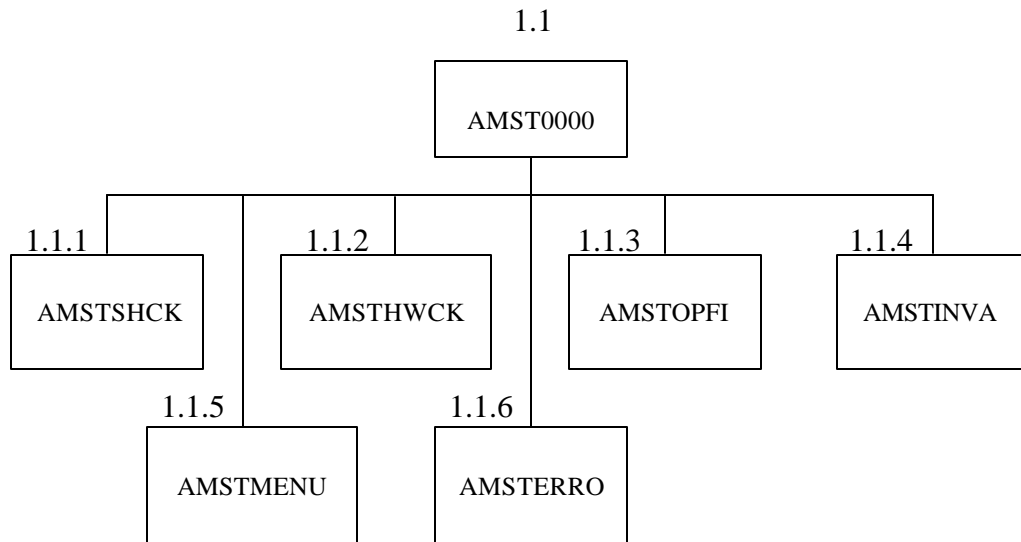 1.1
AMST0000
1.1.1
1.1.2
1.1.3
1.1.4
AMSTSHCK
AMSTHWCK
AMSTOPFI
AMSTINVA
1.1.5
1.1.6
AMSTMENU
AMSTERRO